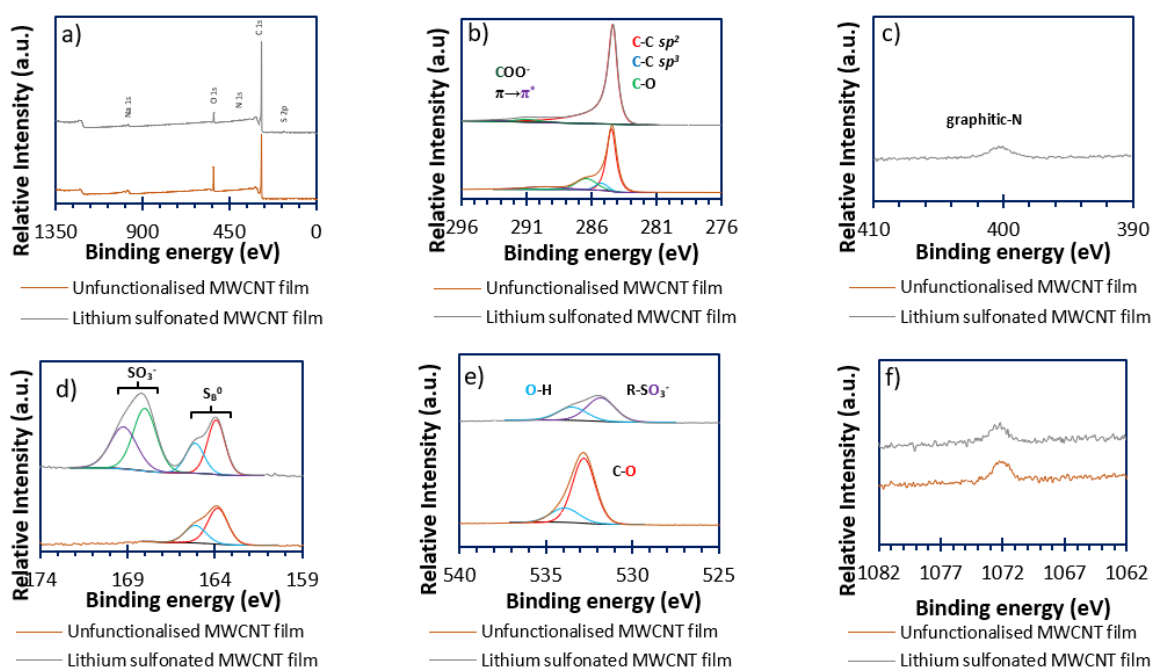 a)
Relative Intensity (a.u.)
Na 1s
O 1s
N 1s
C 1s
S 2p
1350 900 450 0
Binding energy (eV)
Unfunctionalised MWCNT film
Lithium sulfonated MWCNT film
b)
Relative Intensity (a.u)
COO⁻
π→π*
C-C sp²
C-C sp³
C-O
296 291 286 281 276
Binding energy (eV)
Unfunctionalised MWCNT film
Lithium sulfonated MWCNT film
c)
Relative Intensity (a.u.)
graphitic-N
410 400 390
Binding energy (eV)
Unfunctionalised MWCNT film
Lithium sulfonated MWCNT film
d)
Relative Intensity (a.u.)
SO₃⁻
S_B⁰
174 169 164 159
Binding energy (eV)
Unfunctionalised MWCNT film
Lithium sulfonated MWCNT film
e)
Relative Intensity (a.u.)
O-H
R-SO₃⁻
C-O
540 535 530 525
Binding energy (eV)
Unfunctionalised MWCNT film
Lithium sulfonated MWCNT film
f)
Relative Intensity (a.u.)
1082 1077 1072 1067 1062
Binding energy (eV)
Unfunctionalised MWCNT film
Lithium sulfonated MWCNT film